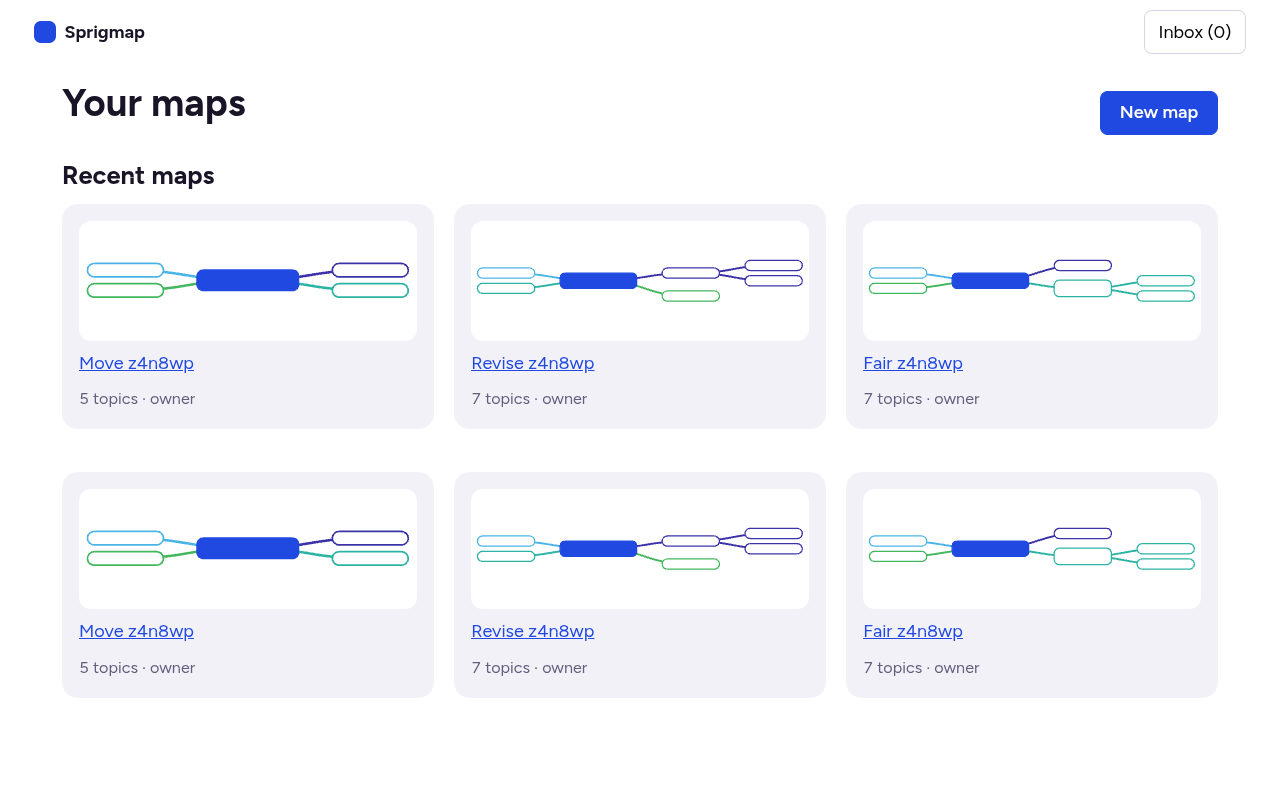 Sprigmap
Inbox (0)
Your maps
New map
Recent maps
Move z4n8wp
5 topics · owner
Revise z4n8wp
7 topics · owner
Fair z4n8wp
7 topics · owner
Move z4n8wp
5 topics · owner
Revise z4n8wp
7 topics · owner
Fair z4n8wp
7 topics · owner